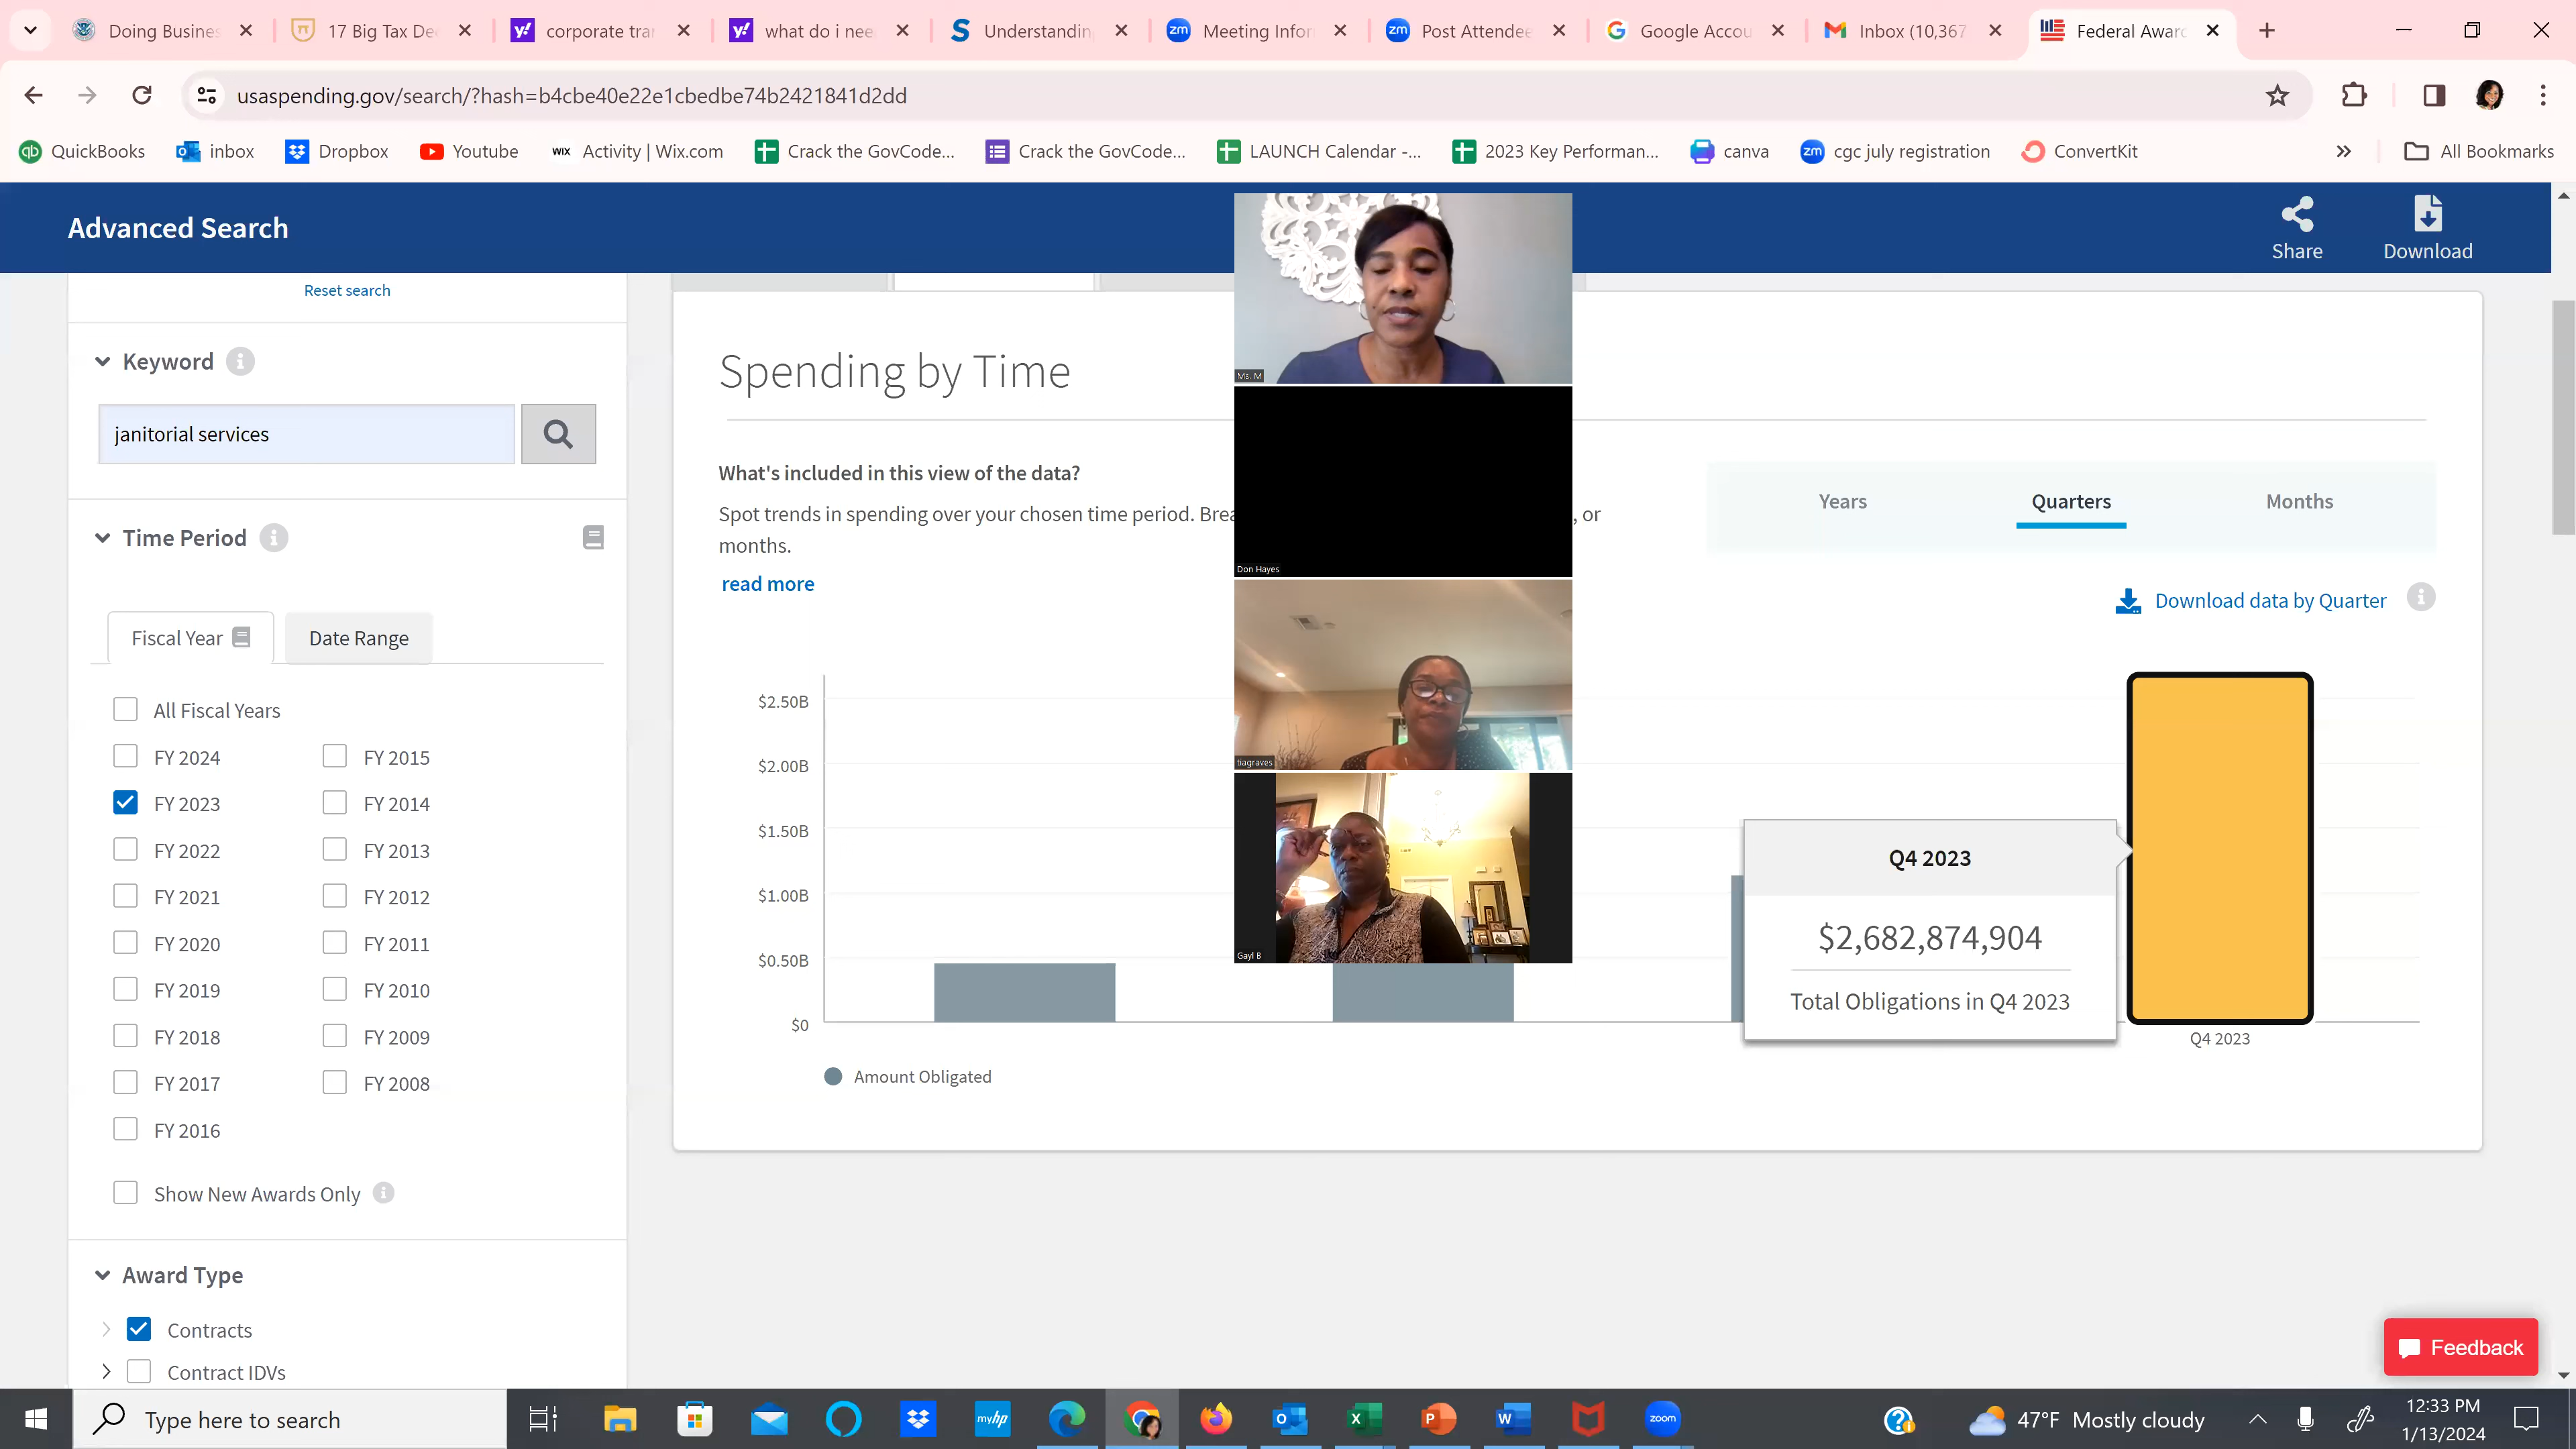 Doing Busines
17 Big Tax De
corporate tra
what do i nee
Understandin
Meeting Infor
Post Attendee
Google Accou
Inbox (10,367
Federal Awar
usaspending.gov/search/?hash=b4cbe40e22e1cbedbe74b2421841d2dd
QuickBooks
inbox
Dropbox
Youtube
WIX Activity | Wix.com
Crack the GovCode...
Crack the GovCode...
LAUNCH Calendar -...
2023 Key Performan...
canva
zm cgc july registration
ConvertKit
All Bookmarks
Advanced Search
Share
Download
Reset search
Keyword
janitorial services
Time Period
Fiscal Year
Date Range
All Fiscal Years
FY 2024
FY 2015
FY 2023
FY 2014
FY 2022
FY 2013
FY 2021
FY 2012
FY 2020
FY 2011
FY 2019
FY 2010
FY 2018
FY 2009
FY 2017
FY 2008
FY 2016
Show New Awards Only
Award Type
Contracts
Contract IDVs
Spending by Time
What's included in this view of the data?
Spot trends in spending over your chosen time period. Brea , or
months.
read more
Years
Quarters
Months
Download data by Quarter
$2.50B
$2.00B
$1.50B
$1.00B
$0.50B
$0
Q4 2023
$2,682,874,904
Total Obligations in Q4 2023
Q4 2023
Amount Obligated
Ms. M
Don Hayes
tiagraves
Gayl B
Feedback
Type here to search
myhp
zoom
47°F Mostly cloudy
12:33 PM
1/13/2024